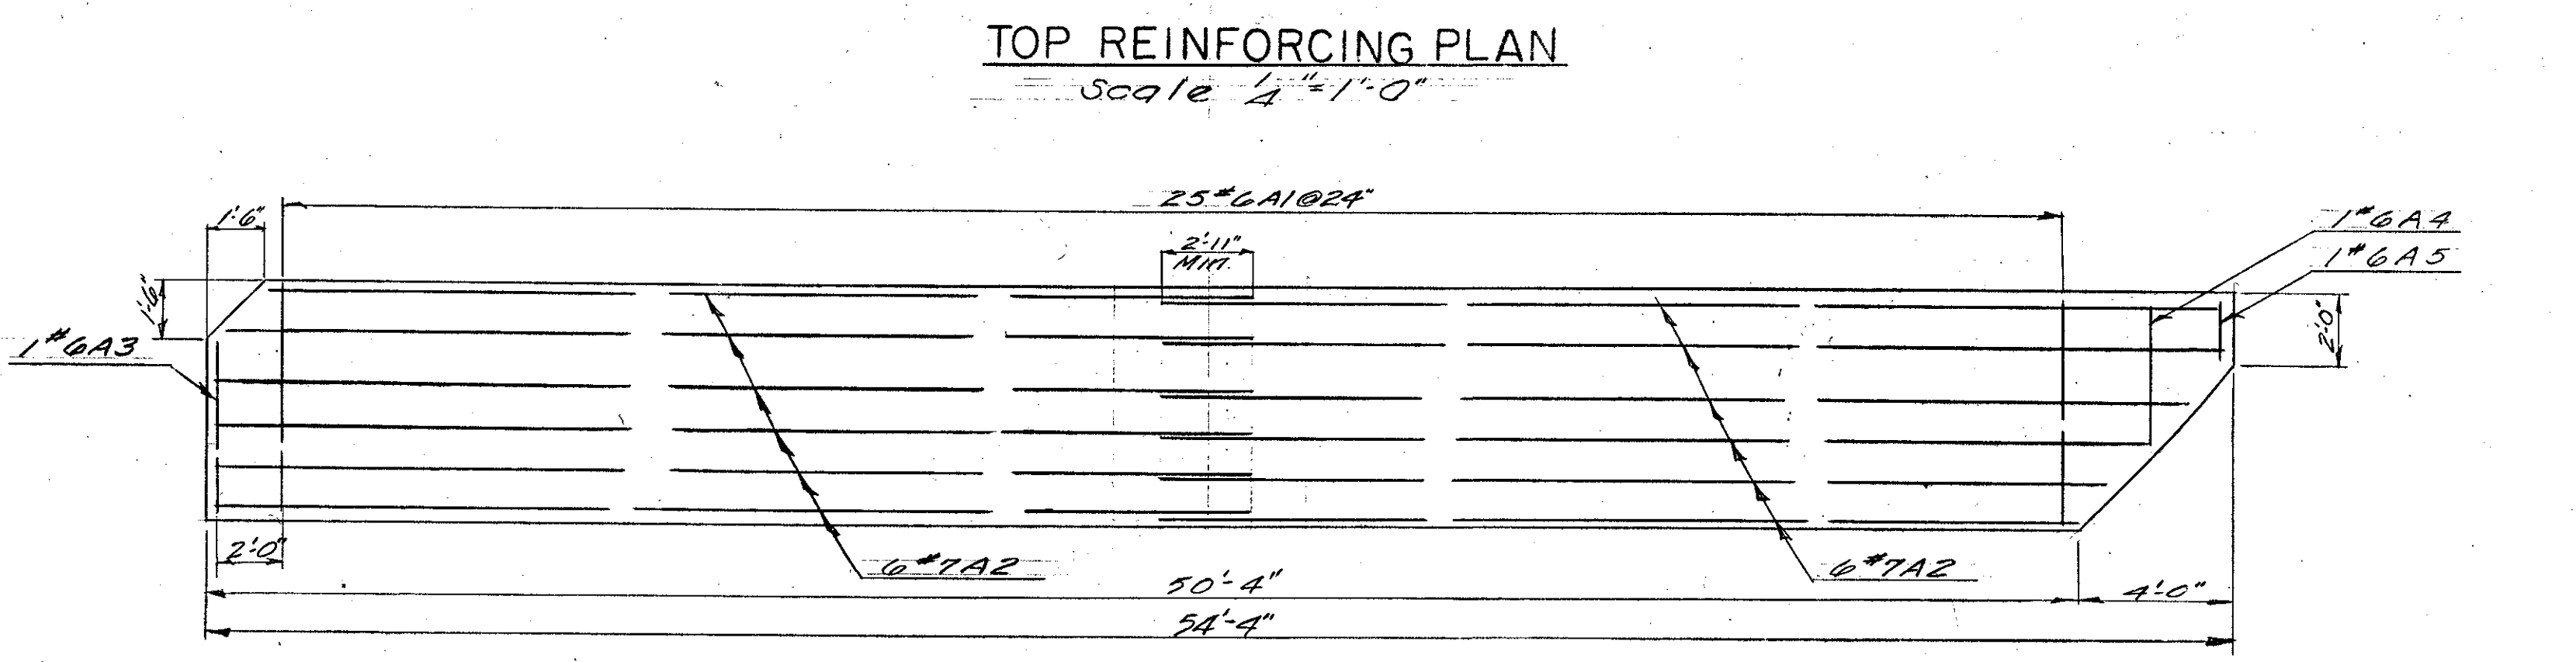 TOP REINFORCING PLAN
Scale 1/4"=1'-0"
25#6A1@24"
1'-6"
2'-11"
Min.
1#6A4
1#6A5
1'-6"
2'-0"
1#6A3
2'-0"
6#7A2
6#7A2
50'-4"
4'-0"
54'-4"